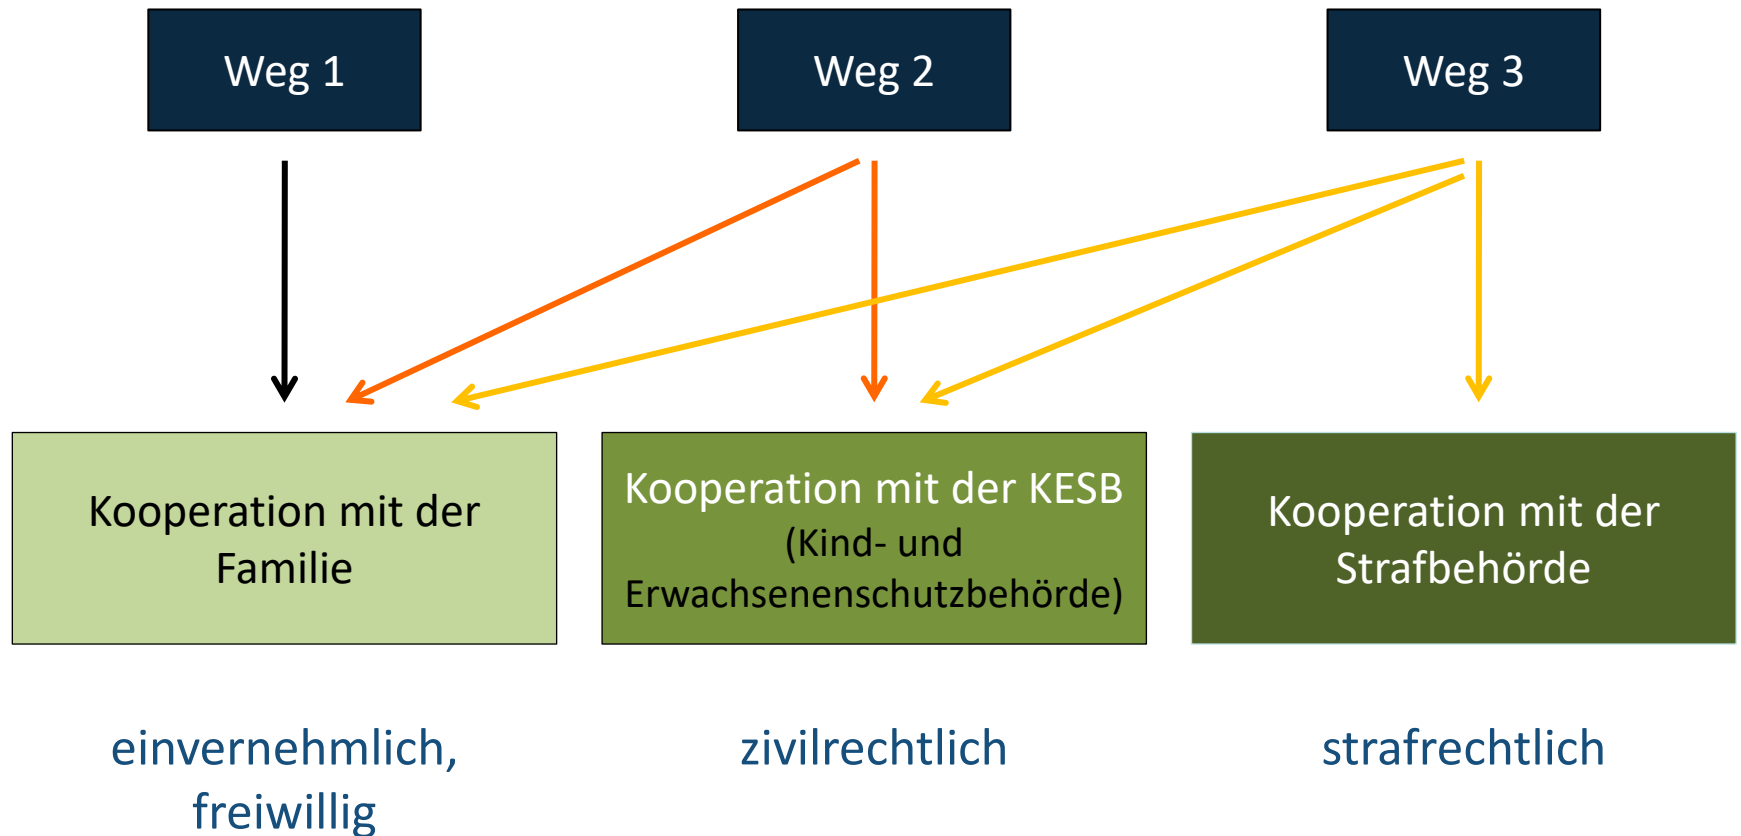 Weg 1
Weg 2
Weg 3
Kooperation mit der
Familie
Kooperation mit der KESB
(Kind- und
Erwachsenenschutzbehörde)
Kooperation mit der
Strafbehörde
einvernehmlich,
freiwillig
zivilrechtlich
strafrechtlich